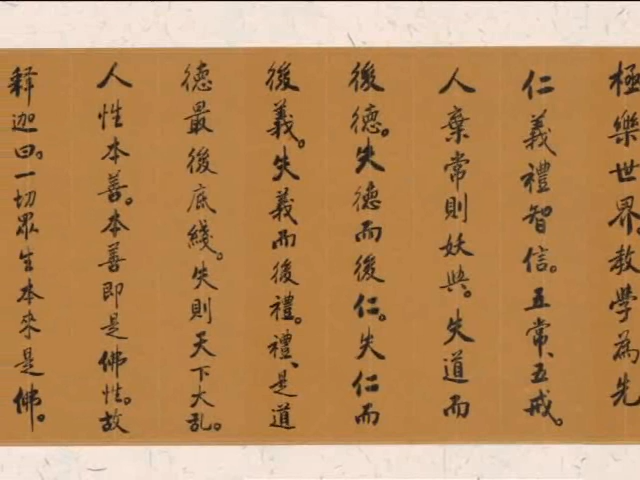 極樂世界。教學為先
仁義禮智信。五常、五戒。
人棄常則妖興。失道而
後德。失德而後仁。失仁而
後義。失義而後禮。禮、是道
德最後底綫。失則天下大亂。
人性本善。本善即是佛性。故
釋迦曰。一切眾生本來是佛。